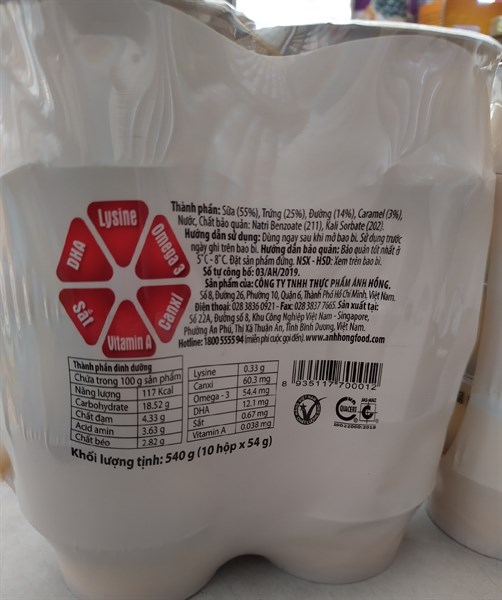 Lysine
DHA
Omega 3
Sắt
Canxi
Vitamin A
Thành phần: Sữa (55%), Trứng (25%), Đường (14%), Caramel (3%),
Nước, Chất bảo quản: Natri Benzoate (211), Kali Sorbate (202).
Hướng dẫn sử dụng: Dùng ngay sau khi mở bao bì. Sử dụng trước
ngày ghi trên bao bì. Hướng dẫn bảo quản: Bảo quản tốt nhất ở
5°C - 8°C. Đặt sản phẩm đứng. NSX - HSD: Xem trên bao bì.
Số tự công bố: 03/AH/2019.
Sản phẩm của: CÔNG TY TNHH THỰC PHẨM ÁNH HỒNG.
Số 8, Đường 26, Phường 10, Quận 6, Thành Phố Hồ Chí Minh, Việt Nam.
Điện thoại: 028 3836 0921 - Fax: 028 3837 7665. Sản xuất tại:
Số 22A, Đường số 8, Khu Công Nghiệp Việt Nam - Singapore,
Phường An Phú, Thị Xã Thuận An, Tỉnh Bình Dương, Việt Nam.
Hotline: 1800 5555 94 (miễn phí cuộc gọi đến). www.anhhongfood.com
Thành phần dinh dưỡng
Chứa trong 100 g sản phẩm
Năng lượng 117 Kcal
Carbohydrate 18.52 g
Chất đạm 4.33 g
Acid amin 3.63 g
Chất béo 2.82 g
Lysine 0.33 g
Canxi 60.3 mg
Omega - 3 54.4 mg
DHA 12.1 mg
Sắt 0.67 mg
Vitamin A 0.038 mg
8 935117 700012
QUACERT
ISO 22000:2018
Khối lượng tịnh: 540 g (10 hộp x 54 g)